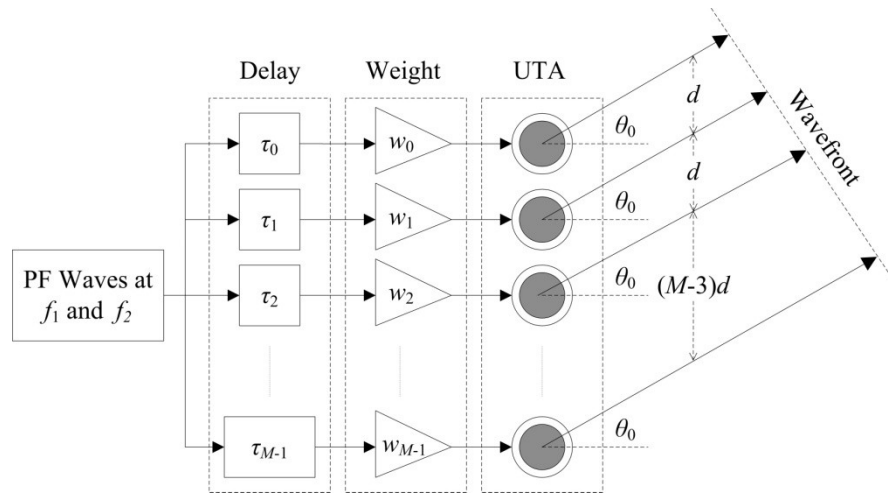 Delay Weight UTA
τ0 w0 θ0 d
τ1 w1 θ0 d
PF Waves at
f1 and f2
τ2 w2 θ0 (M-3)d
τM-1 wM-1 θ0
Wavefront